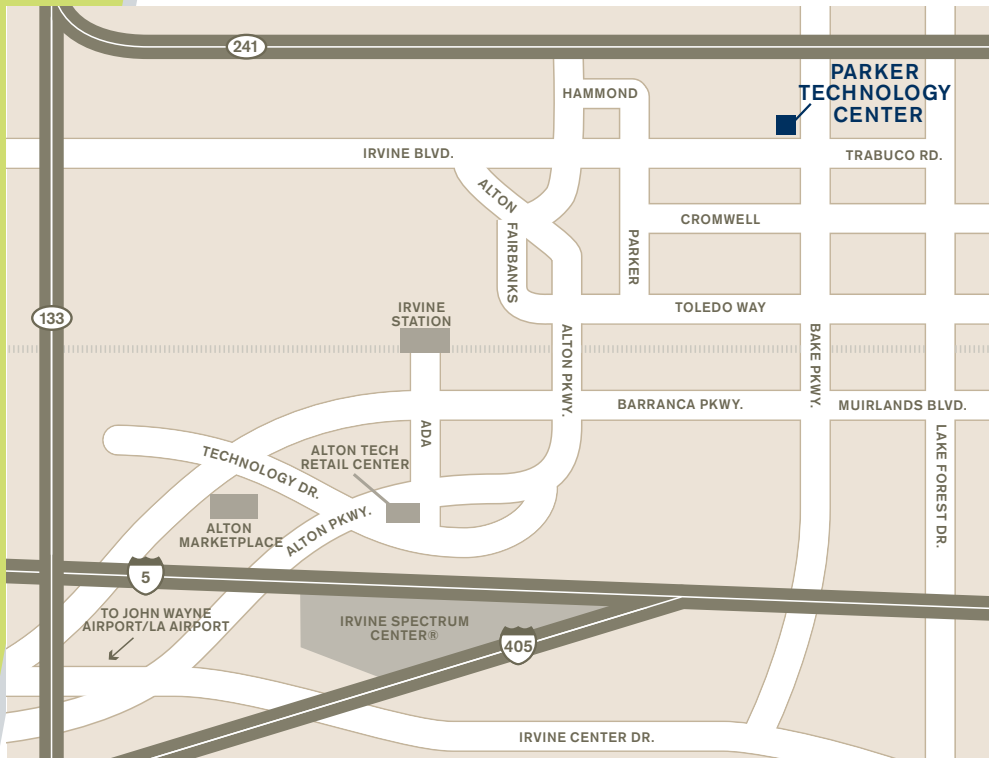 241
PARKER
TECHNOLOGY
CENTER
HAMMOND
IRVINE BLVD.
TRABUCO RD.
ALTON
CROMWELL
FAIRBANKS
PARKER
IRVINE
STATION
TOLEDO WAY
133
ALTON PKWY.
BAKE PKWY.
BARRANCA PKWY.
MUIRLANDS BLVD.
ADA
LAKE FOREST DR.
TECHNOLOGY DR.
ALTON TECH
RETAIL CENTER
ALTON
MARKETPLACE
ALTON PKWY.
5
TO JOHN WAYNE
AIRPORT/LA AIRPORT
IRVINE SPECTRUM
CENTER®
405
IRVINE CENTER DR.